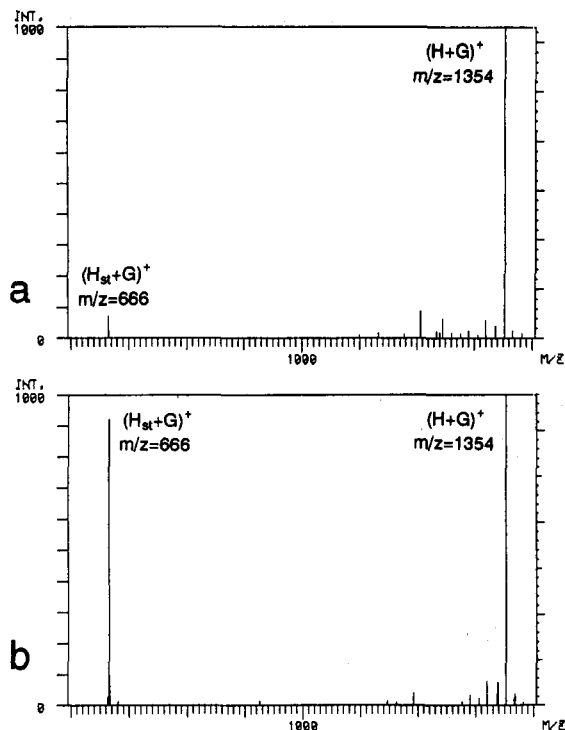 INT.
1000
(H+G)+
m/z=1354
(Hst+G)+
m/z=666
a
0
1000
M/Z
INT.
1000
(Hst+G)+
m/z=666
(H+G)+
m/z=1354
b
0
1000
M/Z